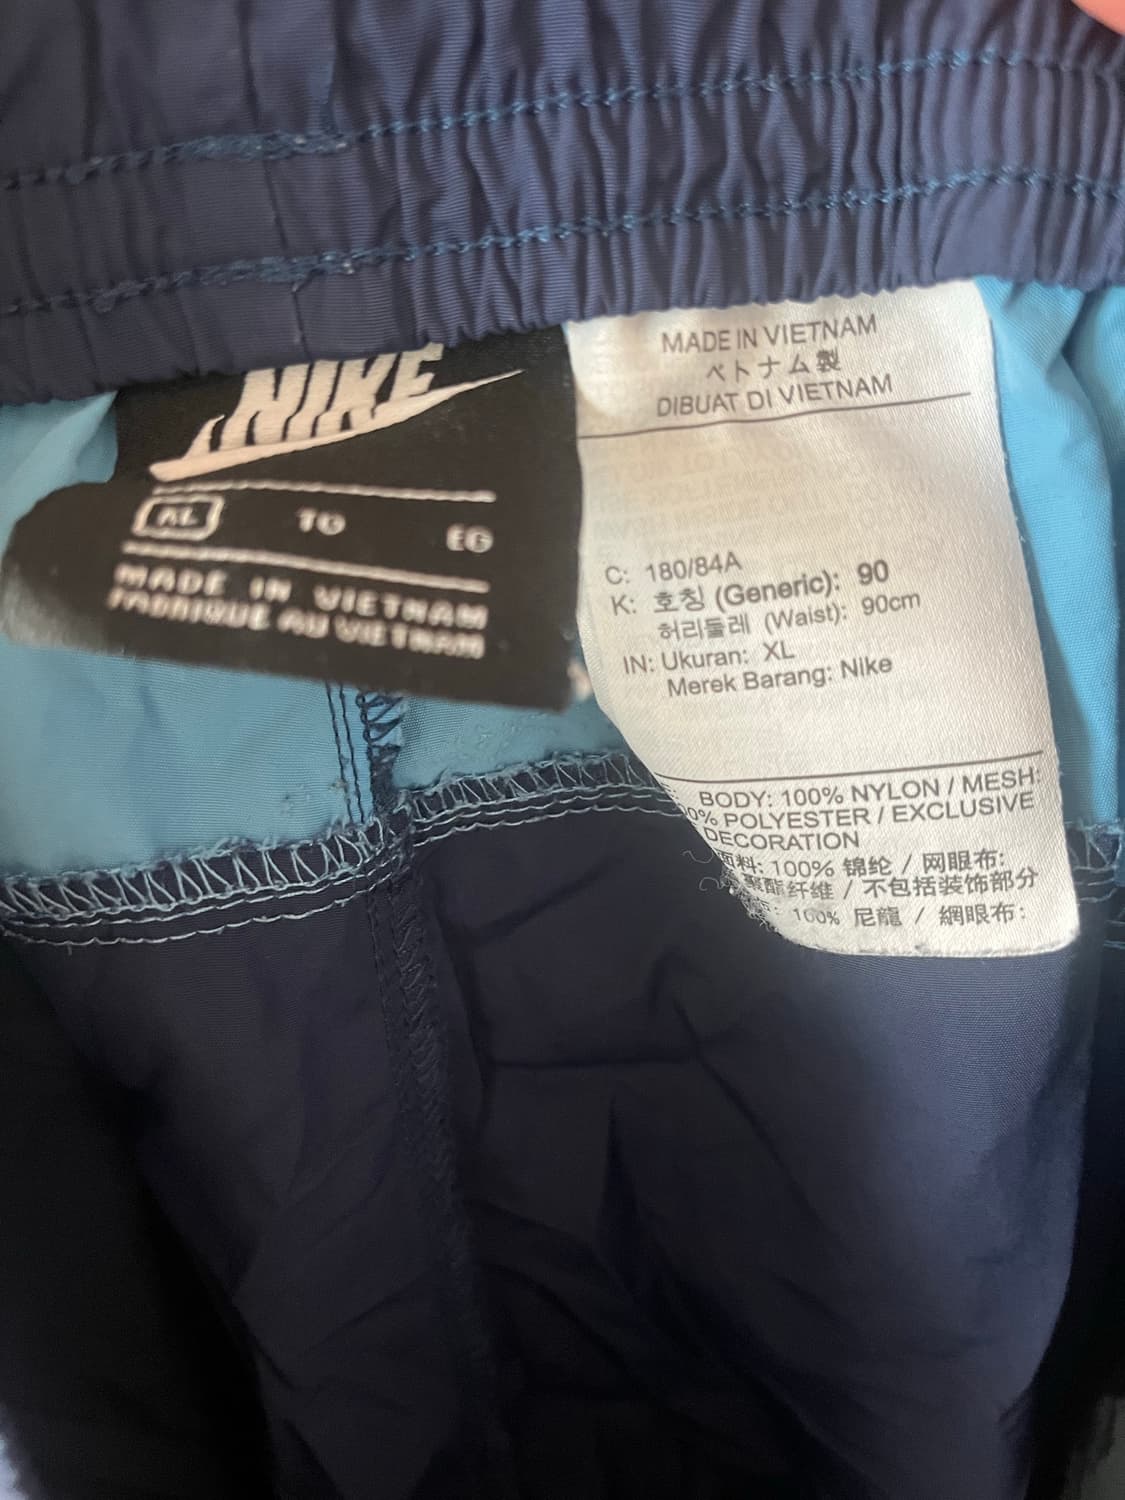 NIKE
XL TG EG
MADE IN VIETNAM
FABRIQUE AU VIETNAM
MADE IN VIETNAM
ベトナム製
DIBUAT DI VIETNAM
C: 180/84A
K: 호칭 (Generic): 90
허리둘레 (Waist): 90cm
IN: Ukuran: XL
Merek Barang: Nike
BODY: 100% NYLON / MESH:
POLYESTER / EXCLUSIVE
DECORATION
面料: 100% 锦纶 / 网眼布:
聚酯纤维 / 不包括装饰部分
100% 尼龍 / 網眼布: